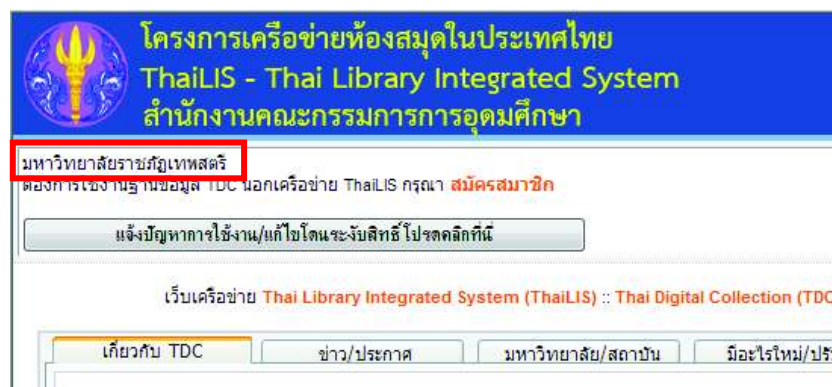 โครงการเครือข่ายห้องสมุดในประเทศไทย
ThaiLIS - Thai Library Integrated System
สำนักงานคณะกรรมการการอุดมศึกษา
มหาวิทยาลัยราชภัฏเทพสตรี
ต้องการใช้งานฐานข้อมูล TDC นอกเครือข่าย ThaiLIS กรุณา สมัครสมาชิก
แจ้งปัญหาการใช้งาน/แก้ไขโดนระงับสิทธิ์ โปรดคลิกที่นี่
เว็บเครือข่าย Thai Library Integrated System (ThaiLIS) :: Thai Digital Collection (TDC
เกี่ยวกับ TDC ข่าว/ประกาศ มหาวิทยาลัย/สถาบัน มีอะไรใหม่/ปรั